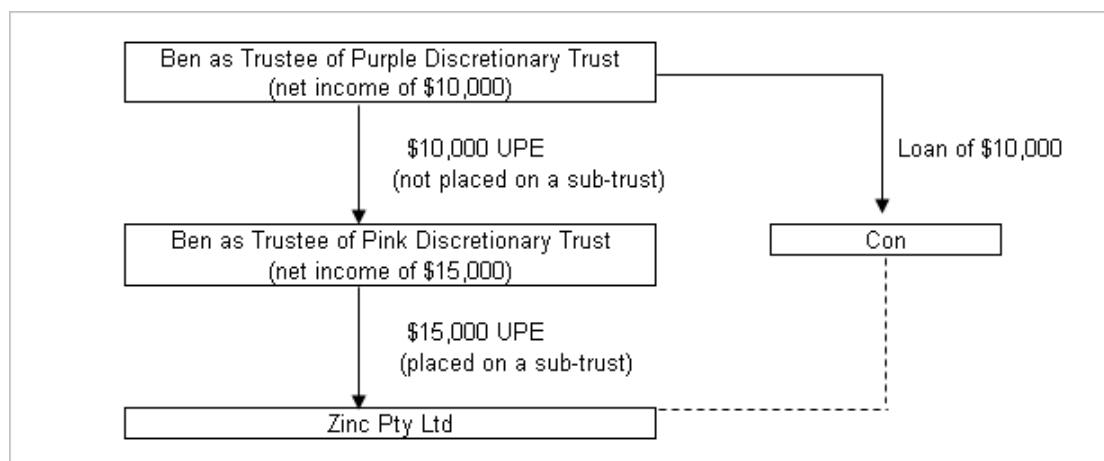 Ben as Trustee of Purple Discretionary Trust
(net income of $10,000)
$10,000 UPE
(not placed on a sub-trust)
Loan of $10,000
Ben as Trustee of Pink Discretionary Trust
(net income of $15,000)
Con
$15,000 UPE
(placed on a sub-trust)
Zinc Pty Ltd